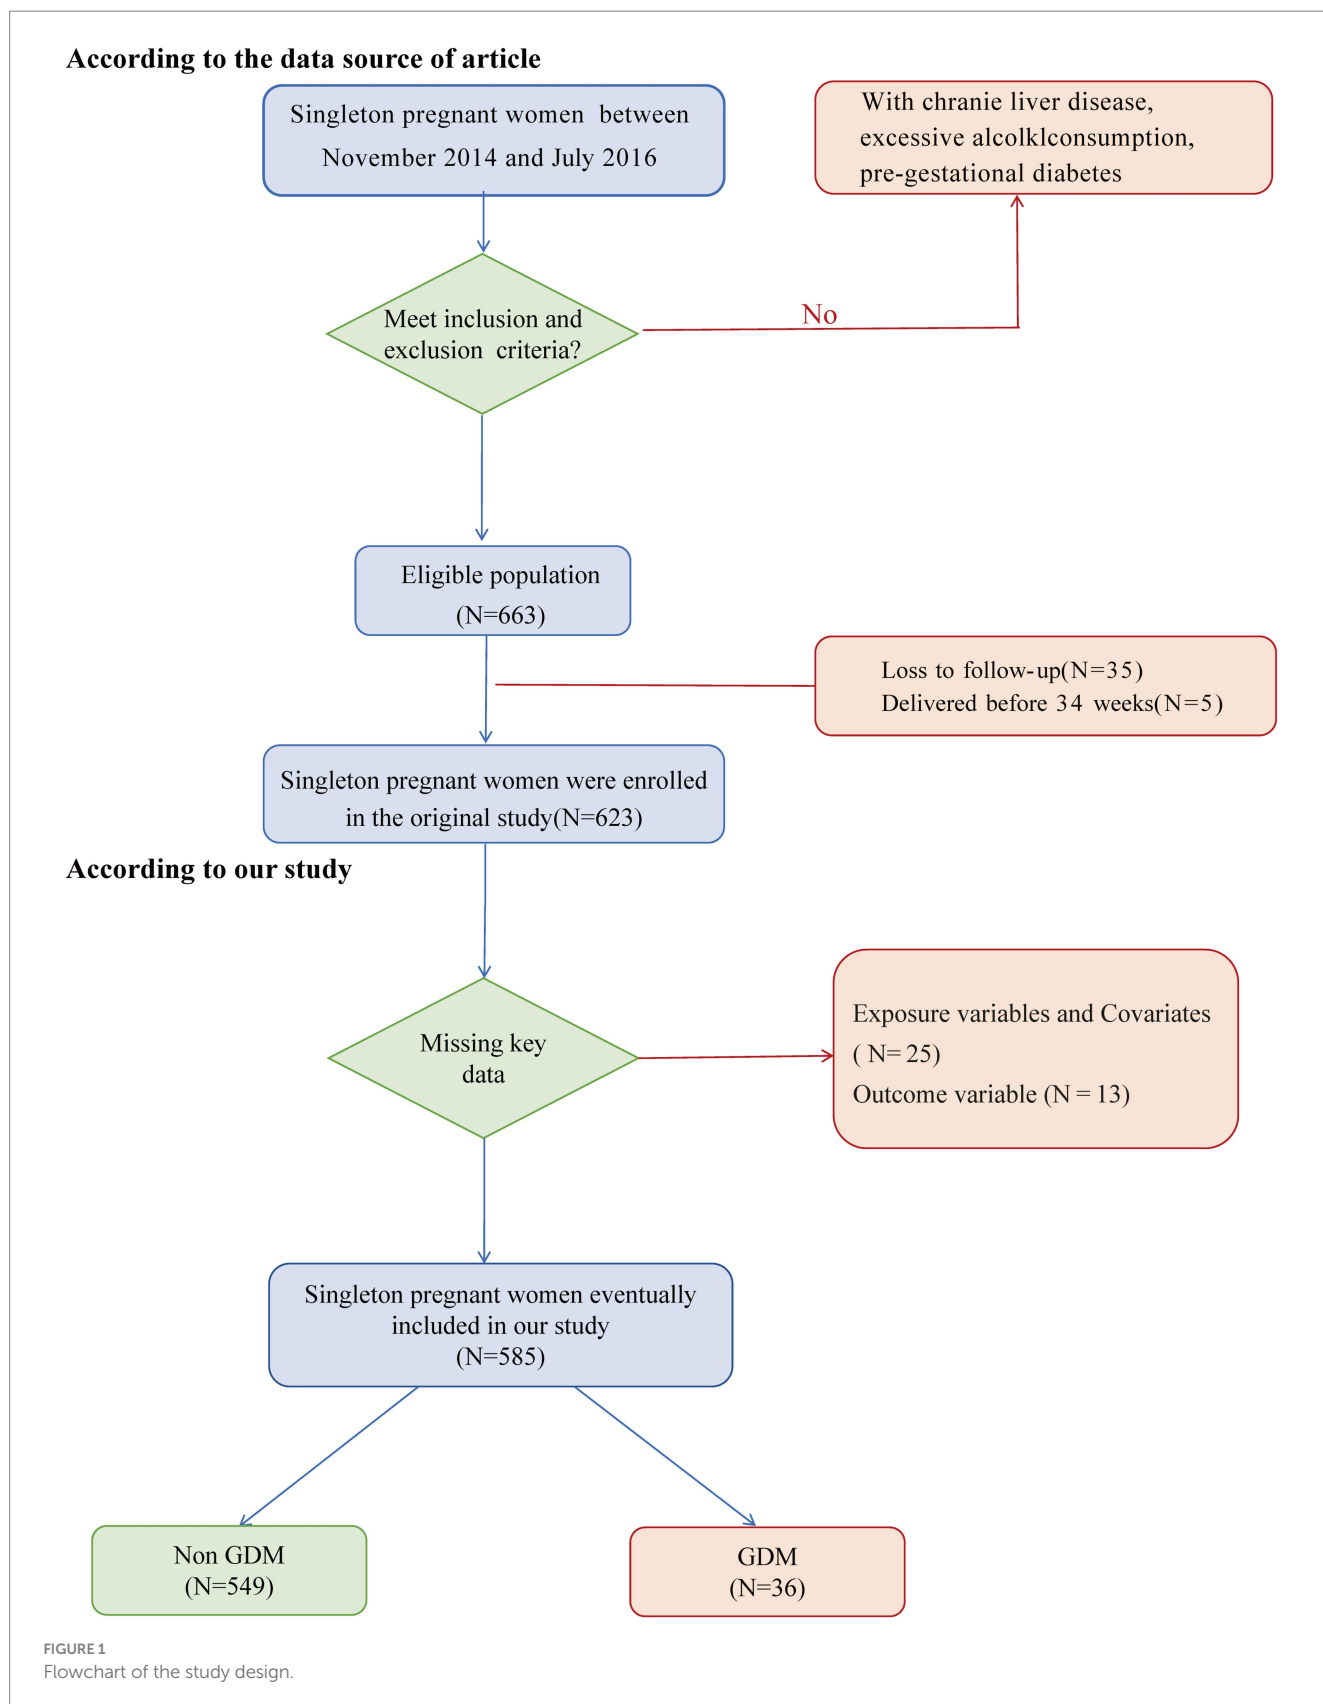 According to the data source of article
Singleton pregnant women between
November 2014 and July 2016
With chranie liver disease,
excessive alcolklconsumption,
pre-gestational diabetes
Meet inclusion and
exclusion criteria?
No
Eligible population
(N=663)
Loss to follow-up(N=35)
Delivered before 34 weeks(N=5)
Singleton pregnant women were enrolled
in the original study(N=623)
According to our study
Missing key
data
Exposure variables and Covariates
( N= 25)
Outcome variable (N = 13)
Singleton pregnant women eventually
included in our study
(N=585)
Non GDM
(N=549)
GDM
(N=36)
FIGURE 1
Flowchart of the study design.